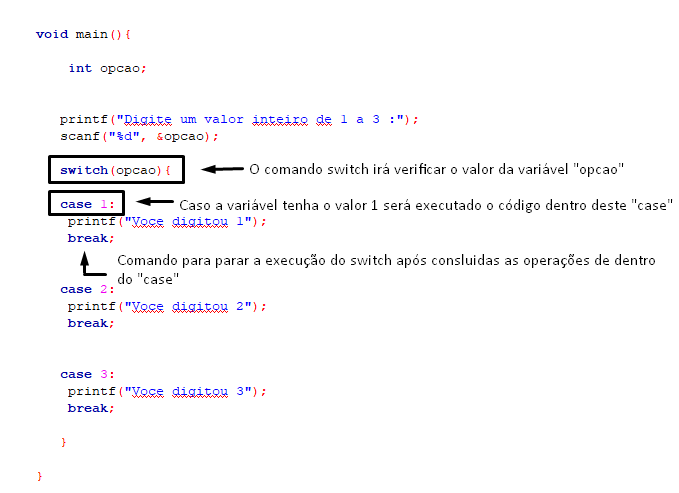 void main(){
int opcao;
printf("Digite um valor inteiro de 1 a 3 :");
scanf("%d", &opcao);
switch(opcao){
O comando switch irá verificar o valor da variável "opcao"
case 1:
Caso a variável tenha o valor 1 será executado o código dentro deste "case"
printf("Voce digitou 1");
break;
Comando para parar a execução do switch após consluidas as operações de dentro
do "case"
case 2:
printf("Voce digitou 2");
break;
case 3:
printf("Voce digitou 3");
break;
}
}